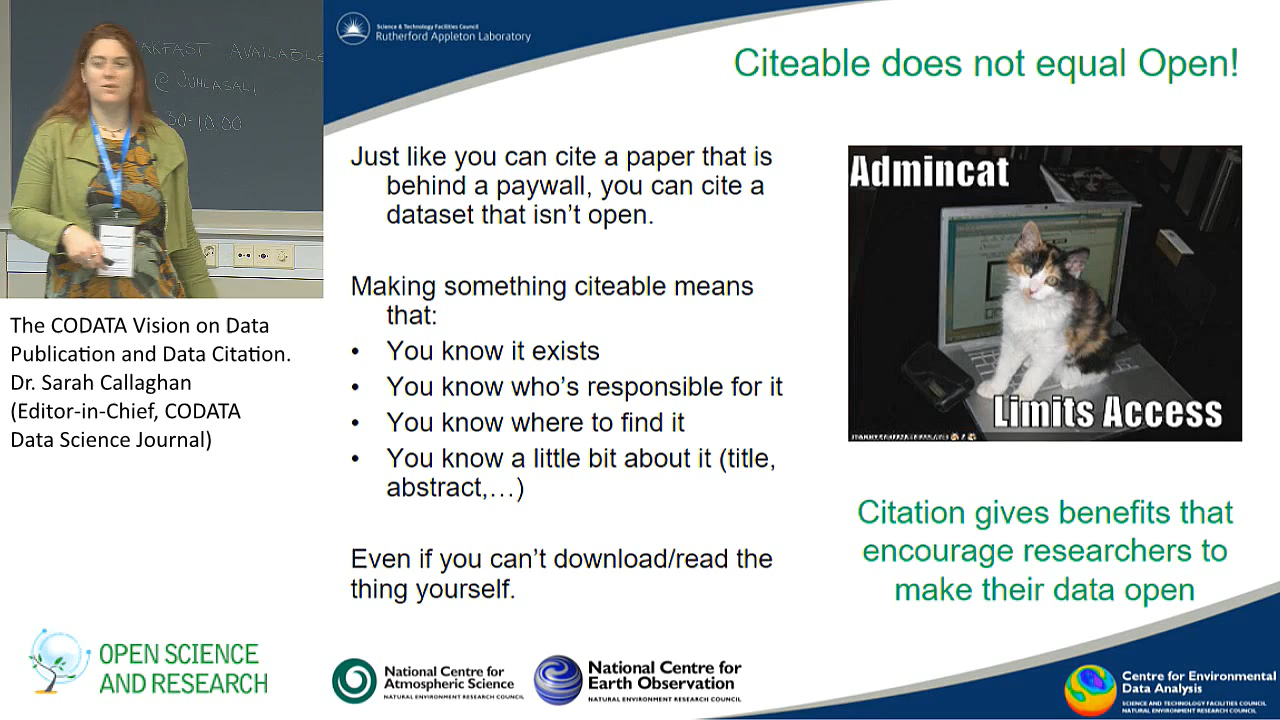 AKFAST AVAILABLE
@ JUHLASALI
30-10.00
The CODATA Vision on Data
Publication and Data Citation.
Dr. Sarah Callaghan
(Editor-in-Chief, CODATA
Data Science Journal)
OPEN SCIENCE
AND RESEARCH
Science & Technology Facilities Council
Rutherford Appleton Laboratory
Citeable does not equal Open!
Just like you can cite a paper that is
behind a paywall, you can cite a
dataset that isn't open.
Making something citeable means
that:
• You know it exists
• You know who's responsible for it
• You know where to find it
• You know a little bit about it (title,
abstract,…)
Even if you can't download/read the
thing yourself.
Admincat
Limits Access
Citation gives benefits that
encourage researchers to
make their data open
National Centre for
Atmospheric Science
NATURAL ENVIRONMENT RESEARCH COUNCIL
National Centre for
Earth Observation
NATURAL ENVIRONMENT RESEARCH COUNCIL
Centre for Environmental
Data Analysis
SCIENCE AND TECHNOLOGY FACILITIES COUNCIL
NATURAL ENVIRONMENT RESEARCH COUNCIL